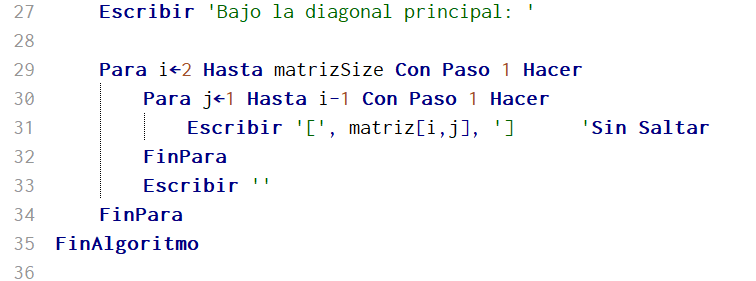 27 Escribir 'Bajo la diagonal principal: '
28
29 Para i←2 Hasta matrizSize Con Paso 1 Hacer
30 Para j←1 Hasta i-1 Con Paso 1 Hacer
31 Escribir '[', matriz[i,j], ']     'Sin Saltar
32 FinPara
33 Escribir ''
34 FinPara
35 FinAlgoritmo
36